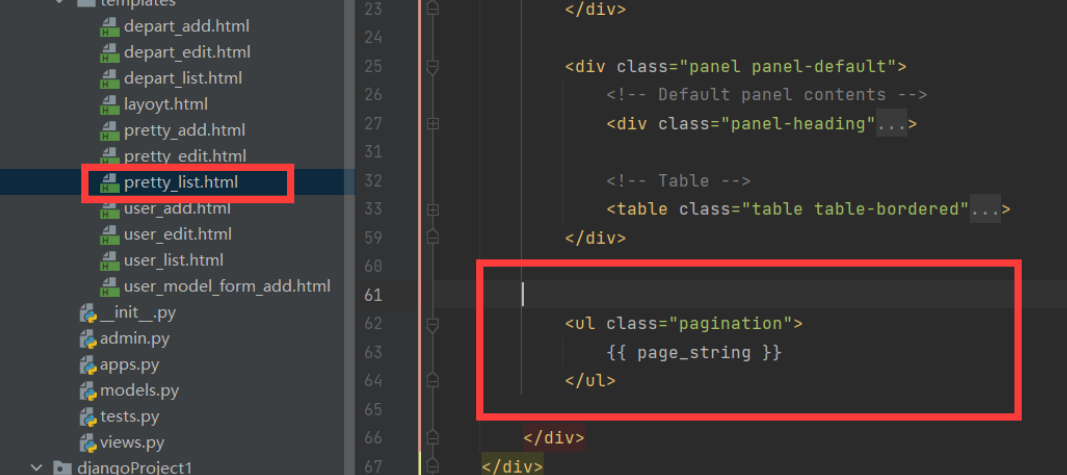 templates
depart_add.html
depart_edit.html
depart_list.html
layoyt.html
pretty_add.html
pretty_edit.html
pretty_list.html
user_add.html
user_edit.html
user_list.html
user_model_form_add.html
__init__.py
admin.py
apps.py
models.py
tests.py
views.py
djangoProject1
23 </div>
24
25 <div class="panel panel-default">
26 <!-- Default panel contents -->
27 <div class="panel-heading"...>
31
32 <!-- Table -->
33 <table class="table table-bordered"...>
59 </div>
60
61
62 <ul class="pagination">
63 {{ page_string }}
64 </ul>
65
66 </div>
67 </div>